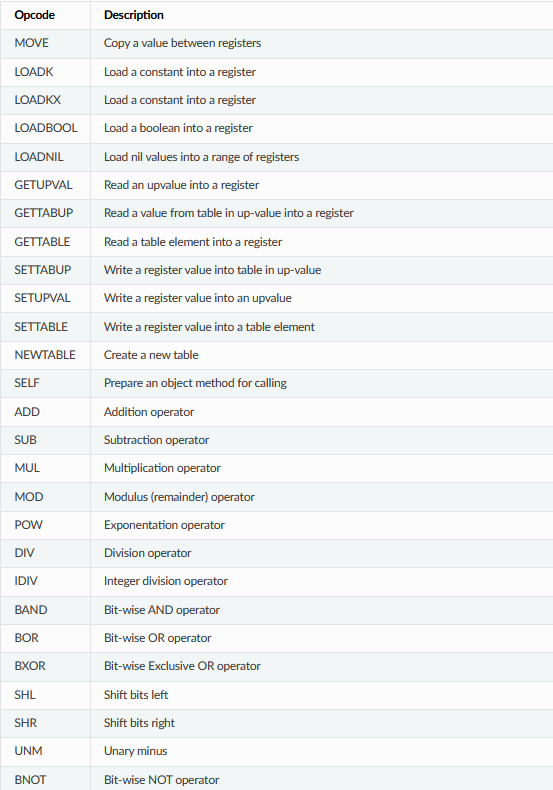 Opcode Description
MOVE Copy a value between registers
LOADK Load a constant into a register
LOADKX Load a constant into a register
LOADBOOL Load a boolean into a register
LOADNIL Load nil values into a range of registers
GETUPVAL Read an upvalue into a register
GETTABUP Read a value from table in up-value into a register
GETTABLE Read a table element into a register
SETTABUP Write a register value into table in up-value
SETUPVAL Write a register value into an upvalue
SETTABLE Write a register value into a table element
NEWTABLE Create a new table
SELF Prepare an object method for calling
ADD Addition operator
SUB Subtraction operator
MUL Multiplication operator
MOD Modulus (remainder) operator
POW Exponentation operator
DIV Division operator
IDIV Integer division operator
BAND Bit-wise AND operator
BOR Bit-wise OR operator
BXOR Bit-wise Exclusive OR operator
SHL Shift bits left
SHR Shift bits right
UNM Unary minus
BNOT Bit-wise NOT operator